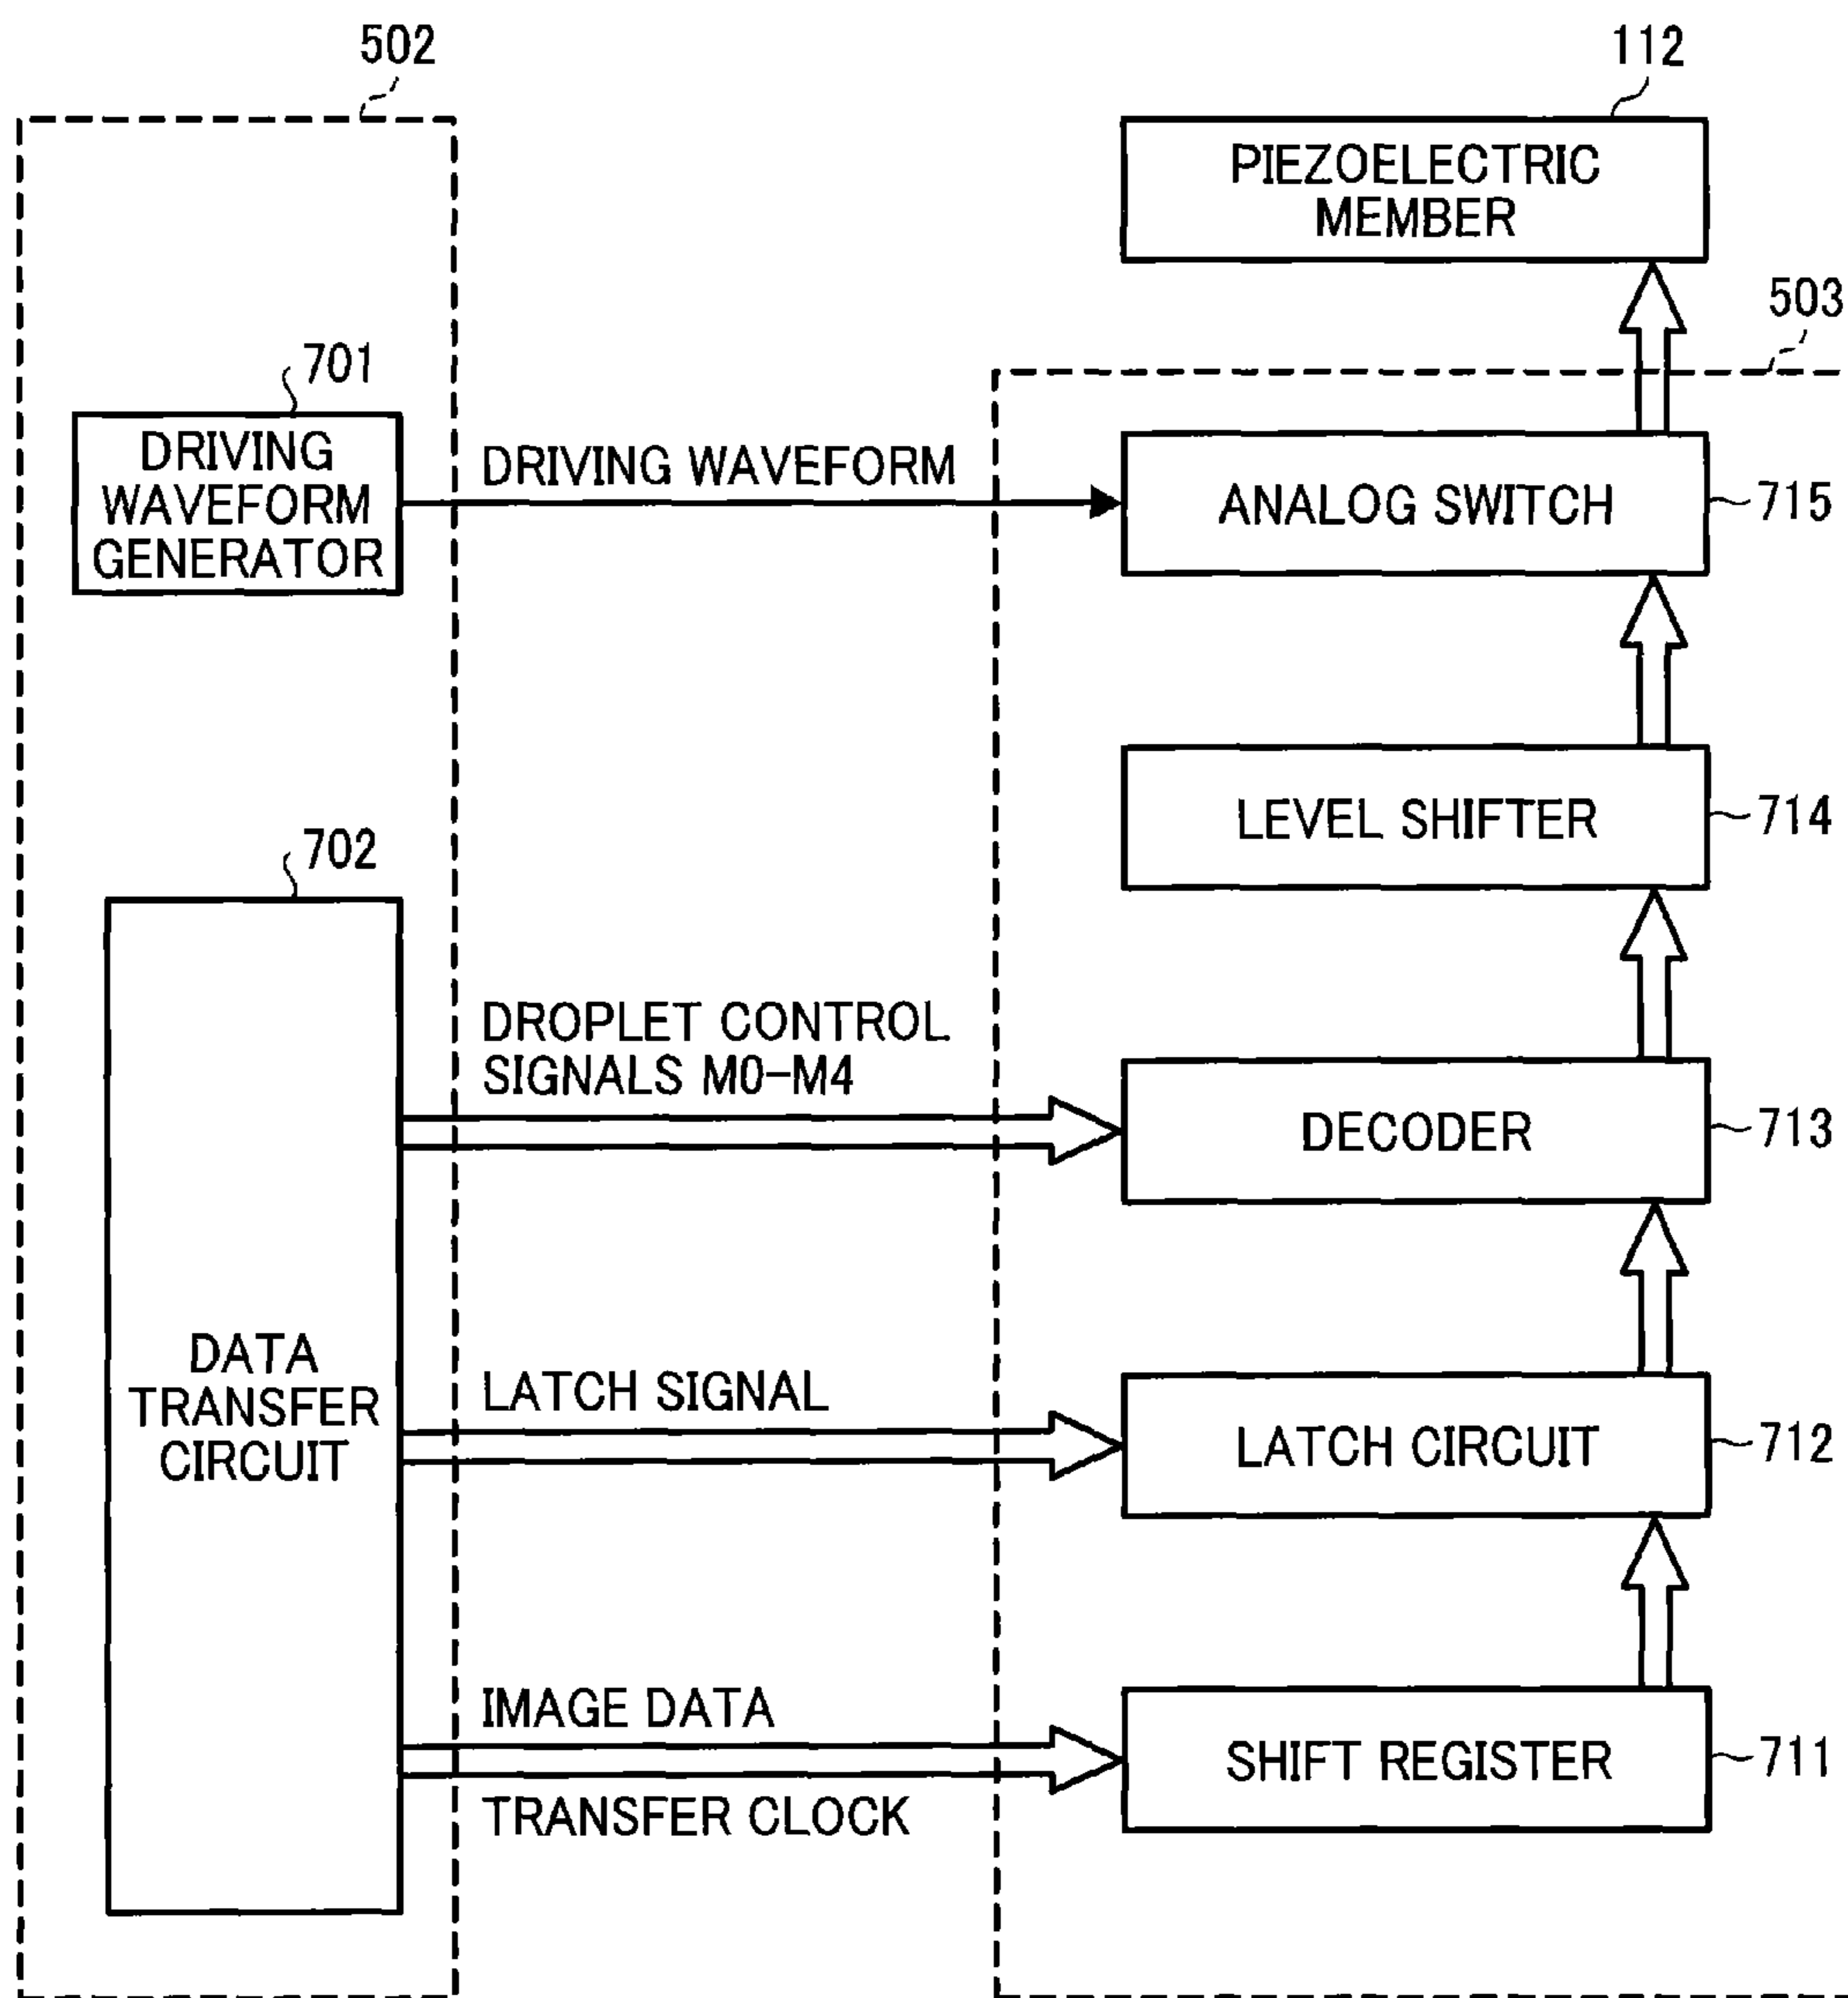 502
112
PIEZOELECTRIC
MEMBER
503
701
DRIVING
WAVEFORM
GENERATOR
DRIVING WAVEFORM
ANALOG SWITCH
715
LEVEL SHIFTER
714
702
DATA
TRANSFER
CIRCUIT
DROPLET CONTROL
SIGNALS M0-M4
DECODER
713
LATCH SIGNAL
LATCH CIRCUIT
712
IMAGE DATA
TRANSFER CLOCK
SHIFT REGISTER
711